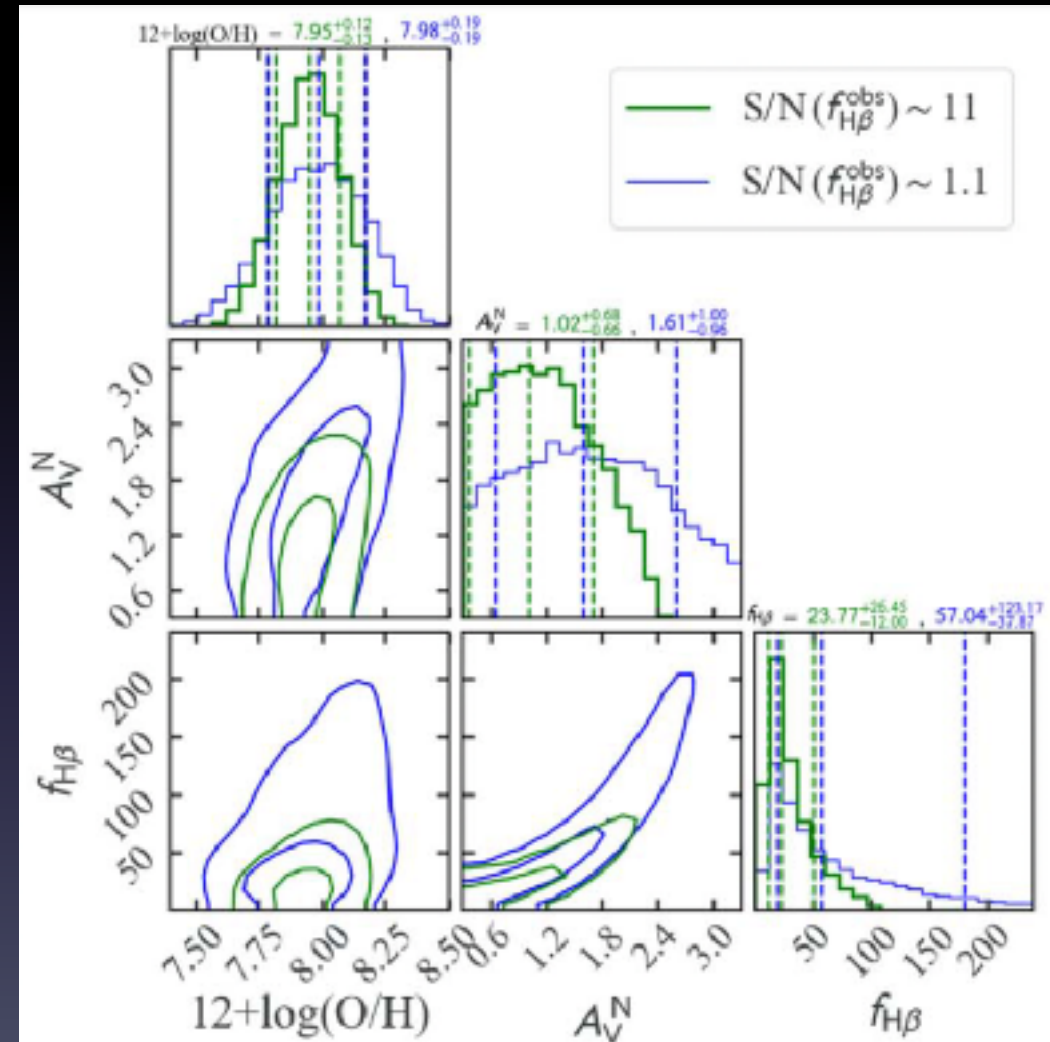 12+log(O/H) = 7.95+0.12−0.13 , 7.98+0.19−0.19
S/N(fobsHβ) ~ 11
S/N(fobsHβ) ~ 1.1
ANV = 1.02+0.68−0.66 , 1.61+1.00−0.96
3.0
2.4
1.8
1.2
0.6
ANV
fHβ = 23.77+26.45−12.00 , 57.04+123.17
200
150
100
50
fHβ
7.50 7.75 8.00 8.25 8.50
0.6 1.2 1.8 2.4 3.0
50 100 150 200
12+log(O/H) ANV fHβ